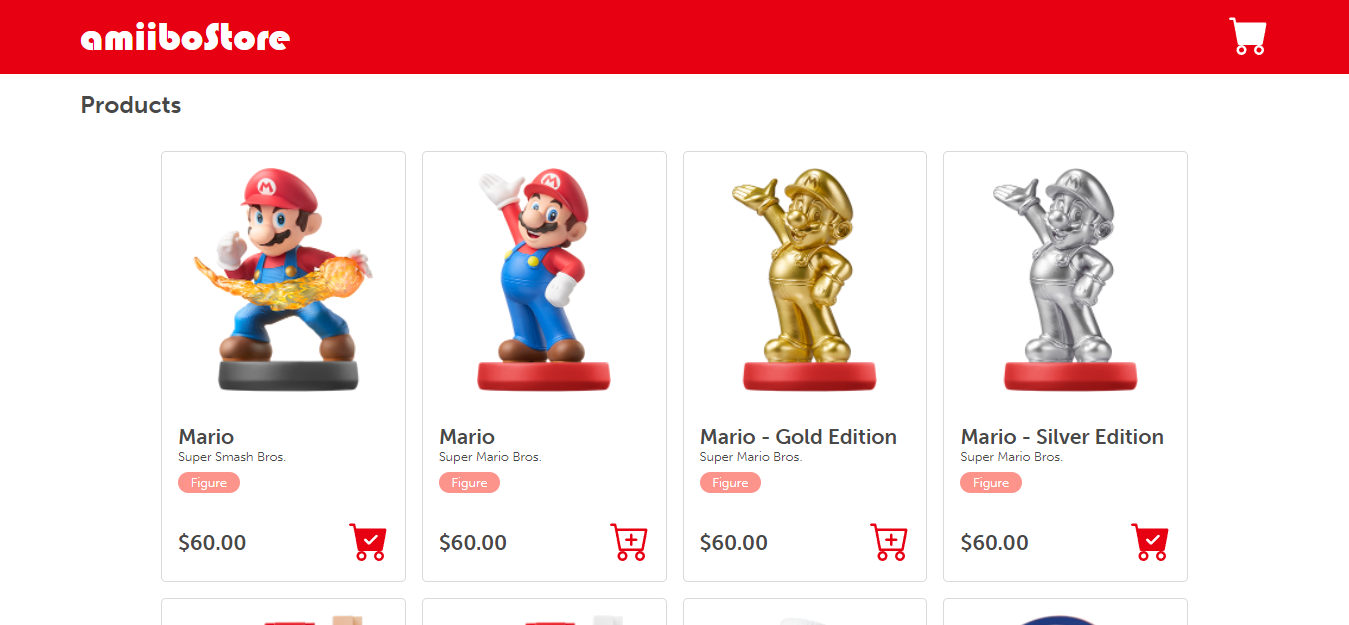 amiiboStore
Products
Mario
Super Smash Bros.
Figure
$60.00
Mario
Super Mario Bros.
Figure
$60.00
Mario - Gold Edition
Super Mario Bros.
Figure
$60.00
Mario - Silver Edition
Super Mario Bros.
Figure
$60.00